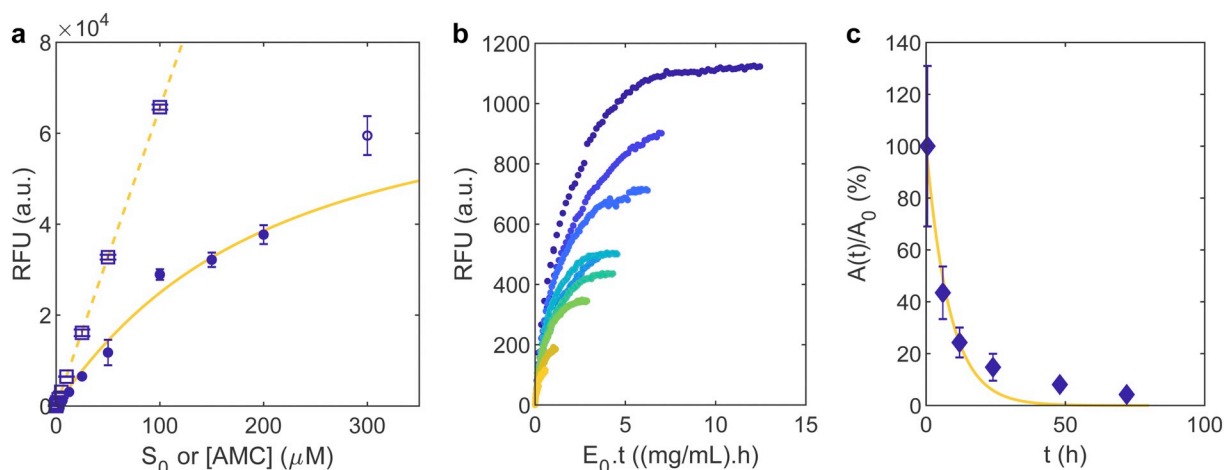 a
×10⁴
8
6
4
2
0
RFU (a.u.)
0 100 200 300
S₀ or [AMC] (μM)
b
1200
1000
800
600
400
200
0
RFU (a.u.)
0 5 10 15
E₀.t ((mg/mL).h)
c
140
120
100
80
60
40
20
0
A(t)/A₀ (%)
0 50 100
t (h)